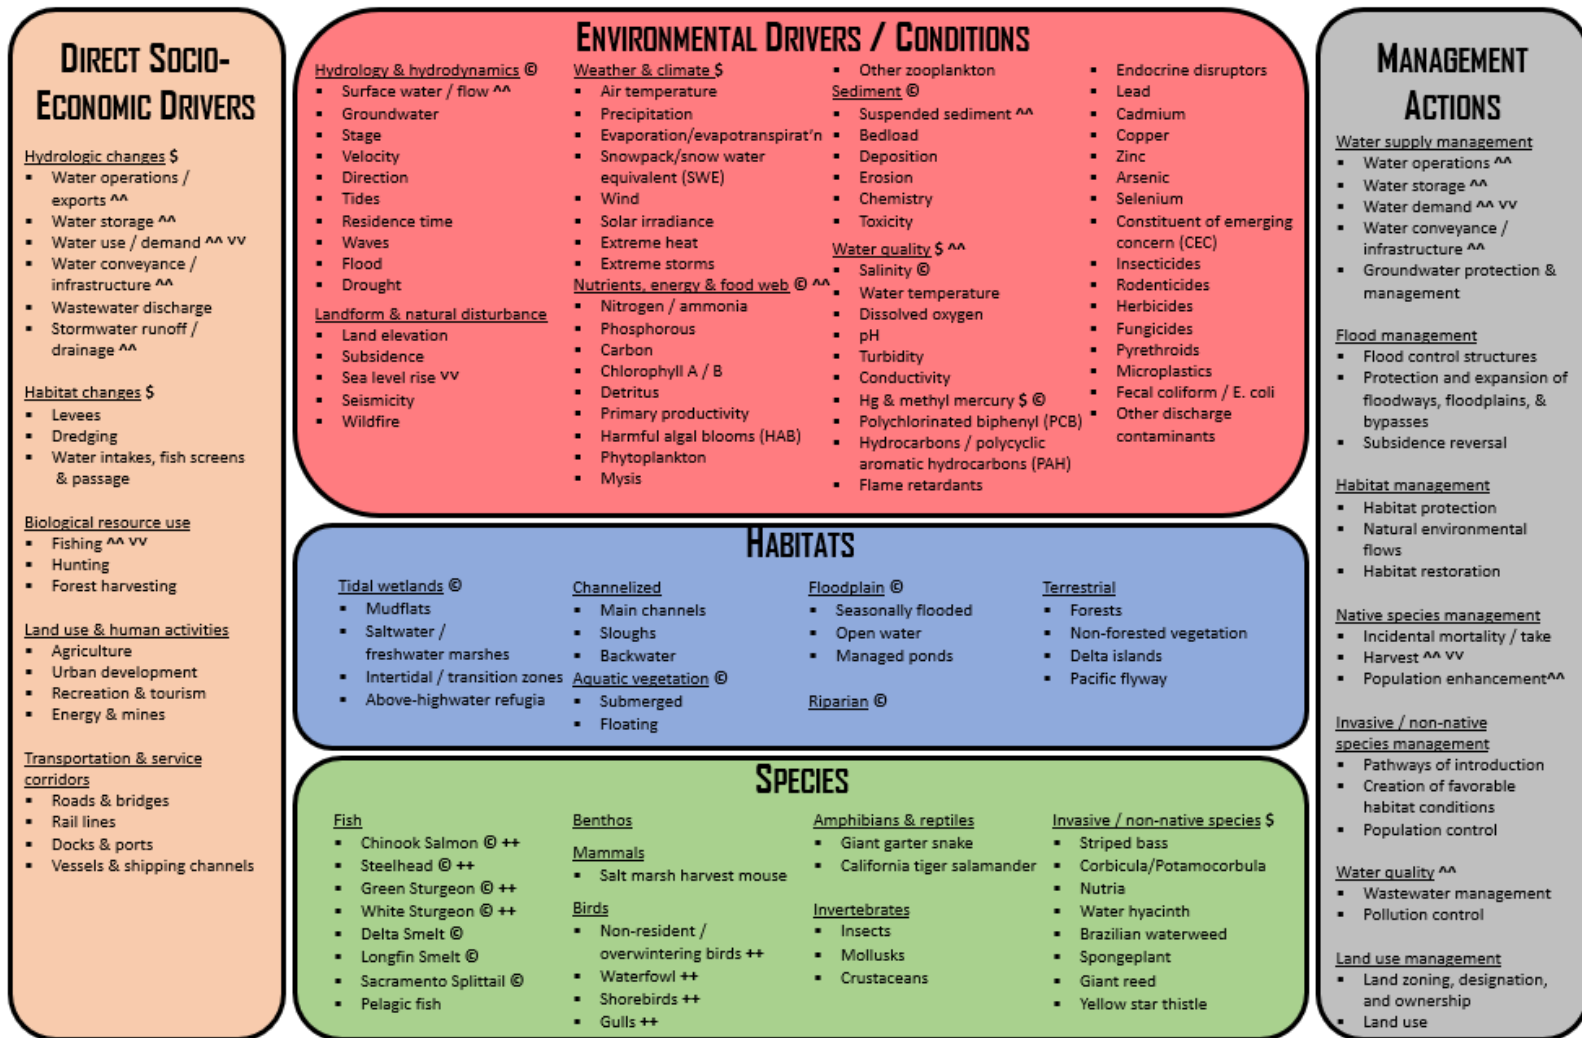 DIRECT SOCIO-
ECONOMIC DRIVERS
Hydrologic changes $
▪ Water operations /
exports ^^
▪ Water storage ^^
▪ Water use / demand ^^ vv
▪ Water conveyance /
infrastructure ^^
▪ Wastewater discharge
▪ Stormwater runoff /
drainage ^^
Habitat changes $
▪ Levees
▪ Dredging
▪ Water intakes, fish screens
& passage
Biological resource use
▪ Fishing ^^ vv
▪ Hunting
▪ Forest harvesting
Land use & human activities
▪ Agriculture
▪ Urban development
▪ Recreation & tourism
▪ Energy & mines
Transportation & service
corridors
▪ Roads & bridges
▪ Rail lines
▪ Docks & ports
▪ Vessels & shipping channels
ENVIRONMENTAL DRIVERS / CONDITIONS
Hydrology & hydrodynamics ©
▪ Surface water / flow ^^
▪ Groundwater
▪ Stage
▪ Velocity
▪ Direction
▪ Tides
▪ Residence time
▪ Waves
▪ Flood
▪ Drought
Landform & natural disturbance
▪ Land elevation
▪ Subsidence
▪ Sea level rise vv
▪ Seismicity
▪ Wildfire
Weather & climate $
▪ Air temperature
▪ Precipitation
▪ Evaporation/evapotranspirat'n
▪ Snowpack/snow water
equivalent (SWE)
▪ Wind
▪ Solar irradiance
▪ Extreme heat
▪ Extreme storms
Nutrients, energy & food web © ^^
▪ Nitrogen / ammonia
▪ Phosphorous
▪ Carbon
▪ Chlorophyll A / B
▪ Detritus
▪ Primary productivity
▪ Harmful algal blooms (HAB)
▪ Phytoplankton
▪ Mysis
▪ Other zooplankton
Sediment ©
▪ Suspended sediment ^^
▪ Bedload
▪ Deposition
▪ Erosion
▪ Chemistry
▪ Toxicity
Water quality $ ^^
▪ Salinity ©
▪ Water temperature
▪ Dissolved oxygen
▪ pH
▪ Turbidity
▪ Conductivity
▪ Hg & methyl mercury $ ©
▪ Polychlorinated biphenyl (PCB)
▪ Hydrocarbons / polycyclic
aromatic hydrocarbons (PAH)
▪ Flame retardants
▪ Endocrine disruptors
▪ Lead
▪ Cadmium
▪ Copper
▪ Zinc
▪ Arsenic
▪ Selenium
▪ Constituent of emerging
concern (CEC)
▪ Insecticides
▪ Rodenticides
▪ Herbicides
▪ Fungicides
▪ Pyrethroids
▪ Microplastics
▪ Fecal coliform / E. coli
▪ Other discharge
contaminants
HABITATS
Tidal wetlands ©
▪ Mudflats
▪ Saltwater /
freshwater marshes
▪ Intertidal / transition zones
▪ Above-highwater refugia
Channelized
▪ Main channels
▪ Sloughs
▪ Backwater
Aquatic vegetation ©
▪ Submerged
▪ Floating
Floodplain ©
▪ Seasonally flooded
▪ Open water
▪ Managed ponds
Riparian ©
Terrestrial
▪ Forests
▪ Non-forested vegetation
▪ Delta islands
▪ Pacific flyway
SPECIES
Fish
▪ Chinook Salmon © ++
▪ Steelhead © ++
▪ Green Sturgeon © ++
▪ White Sturgeon © ++
▪ Delta Smelt ©
▪ Longfin Smelt ©
▪ Sacramento Splittail ©
▪ Pelagic fish
Benthos
Mammals
▪ Salt marsh harvest mouse
Birds
▪ Non-resident /
overwintering birds ++
▪ Waterfowl ++
▪ Shorebirds ++
▪ Gulls ++
Amphibians & reptiles
▪ Giant garter snake
▪ California tiger salamander
Invertebrates
▪ Insects
▪ Mollusks
▪ Crustaceans
Invasive / non-native species $
▪ Striped bass
▪ Corbicula/Potamocorbula
▪ Nutria
▪ Water hyacinth
▪ Brazilian waterweed
▪ Spongeplant
▪ Giant reed
▪ Yellow star thistle
MANAGEMENT
ACTIONS
Water supply management
▪ Water operations ^^
▪ Water storage ^^
▪ Water demand ^^ vv
▪ Water conveyance /
infrastructure ^^
▪ Groundwater protection &
management
Flood management
▪ Flood control structures
▪ Protection and expansion of
floodways, floodplains, &
bypasses
▪ Subsidence reversal
Habitat management
▪ Habitat protection
▪ Natural environmental
flows
▪ Habitat restoration
Native species management
▪ Incidental mortality / take
▪ Harvest ^^ vv
▪ Population enhancement^^
Invasive / non-native
species management
▪ Pathways of introduction
▪ Creation of favorable
habitat conditions
▪ Population control
Water quality ^^
▪ Wastewater management
▪ Pollution control
Land use management
▪ Land zoning, designation,
and ownership
▪ Land use